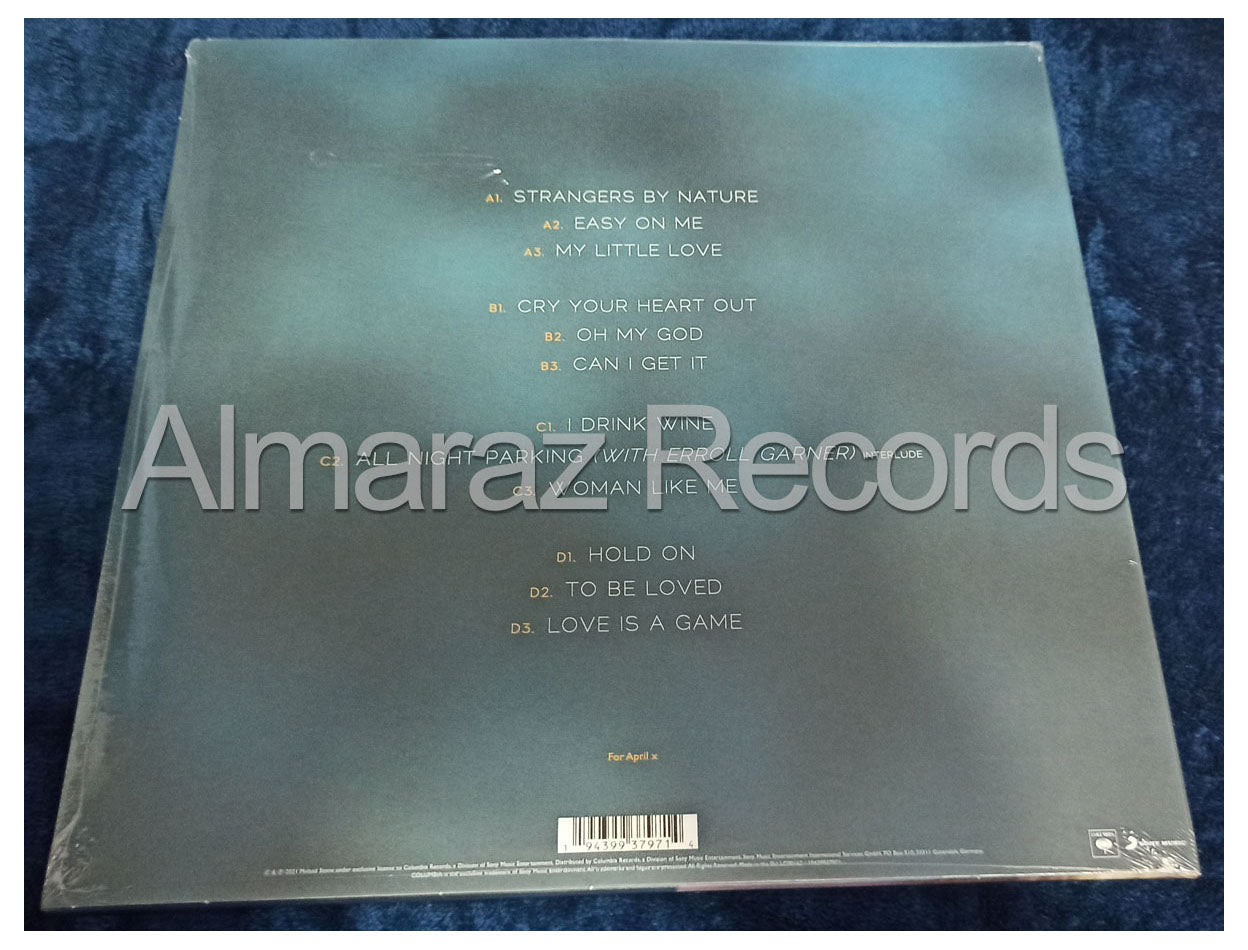 A1. STRANGERS BY NATURE
A2. EASY ON ME
A3. MY LITTLE LOVE
B1. CRY YOUR HEART OUT
B2. OH MY GOD
B3. CAN I GET IT
C1. I DRINK WINE
C2. ALL NIGHT PARKING (WITH ERROLL GARNER) INTERLUDE
C3. WOMAN LIKE ME
Almaraz Records
D1. HOLD ON
D2. TO BE LOVED
D3. LOVE IS A GAME
For April x
1 94399 37971 4
COLUMBIA
SONY MUSIC